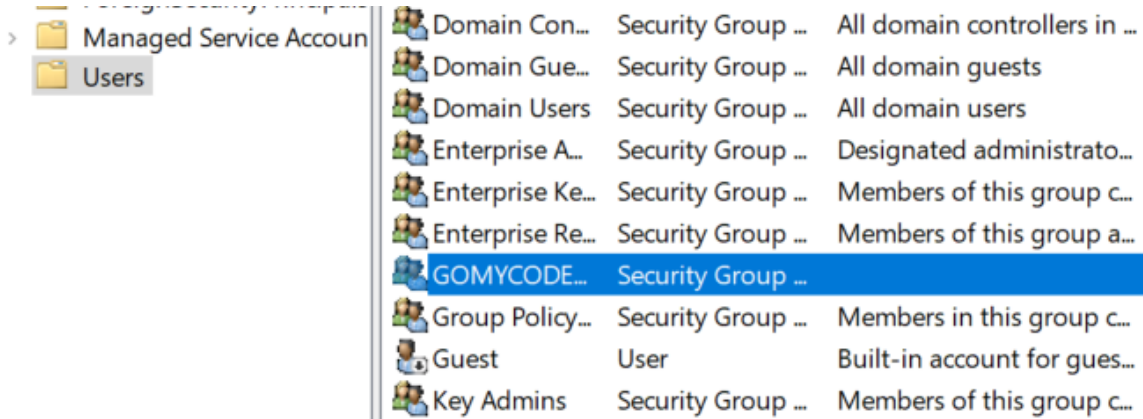 Managed Service Accoun
Users
Domain Con... Security Group ... All domain controllers in ...
Domain Gue... Security Group ... All domain guests
Domain Users Security Group ... All domain users
Enterprise A... Security Group ... Designated administrato...
Enterprise Ke... Security Group ... Members of this group c...
Enterprise Re... Security Group ... Members of this group a...
GOMYCODE... Security Group ...
Group Policy... Security Group ... Members in this group c...
Guest User Built-in account for gues...
Key Admins Security Group ... Members of this group c...